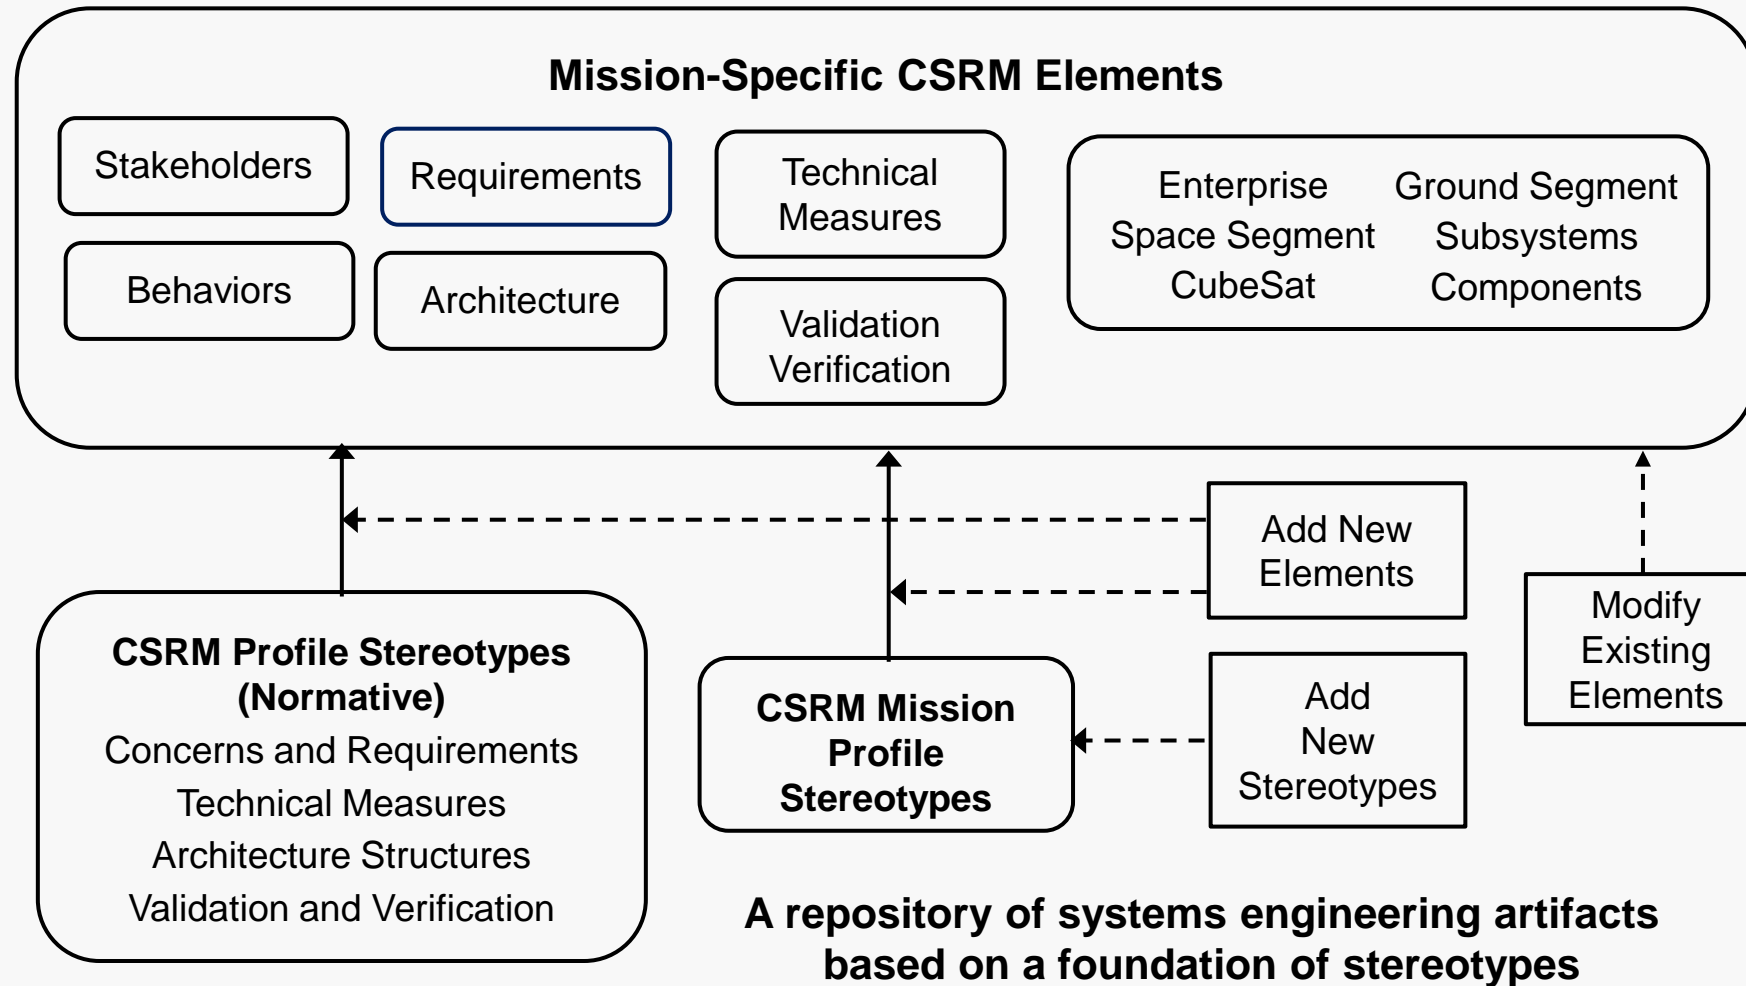 Mission-Specific CSRM Elements
Stakeholders
Requirements
Behaviors
Architecture
Technical
Measures
Validation
Verification
Enterprise
Space Segment
CubeSat
Ground Segment
Subsystems
Components
Add New
Elements
Modify
Existing
Elements
CSRM Profile Stereotypes
(Normative)
Concerns and Requirements
Technical Measures
Architecture Structures
Validation and Verification
CSRM Mission
Profile
Stereotypes
Add
New
Stereotypes
A repository of systems engineering artifacts
based on a foundation of stereotypes